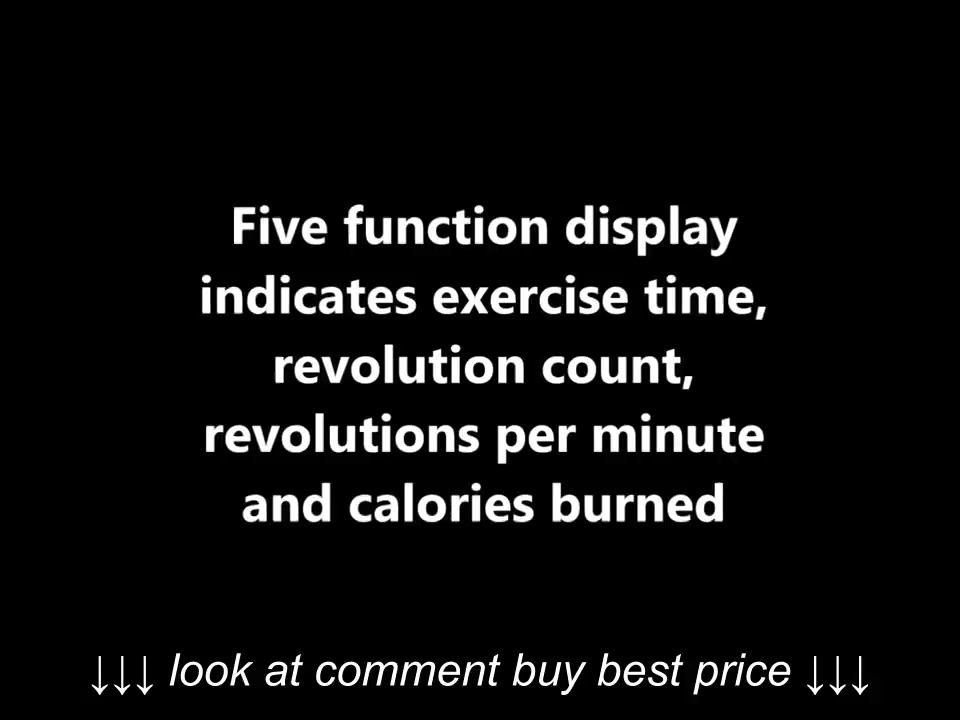 Five function display
indicates exercise time,
revolution count,
revolutions per minute
and calories burned
↓↓↓ look at comment buy best price ↓↓↓